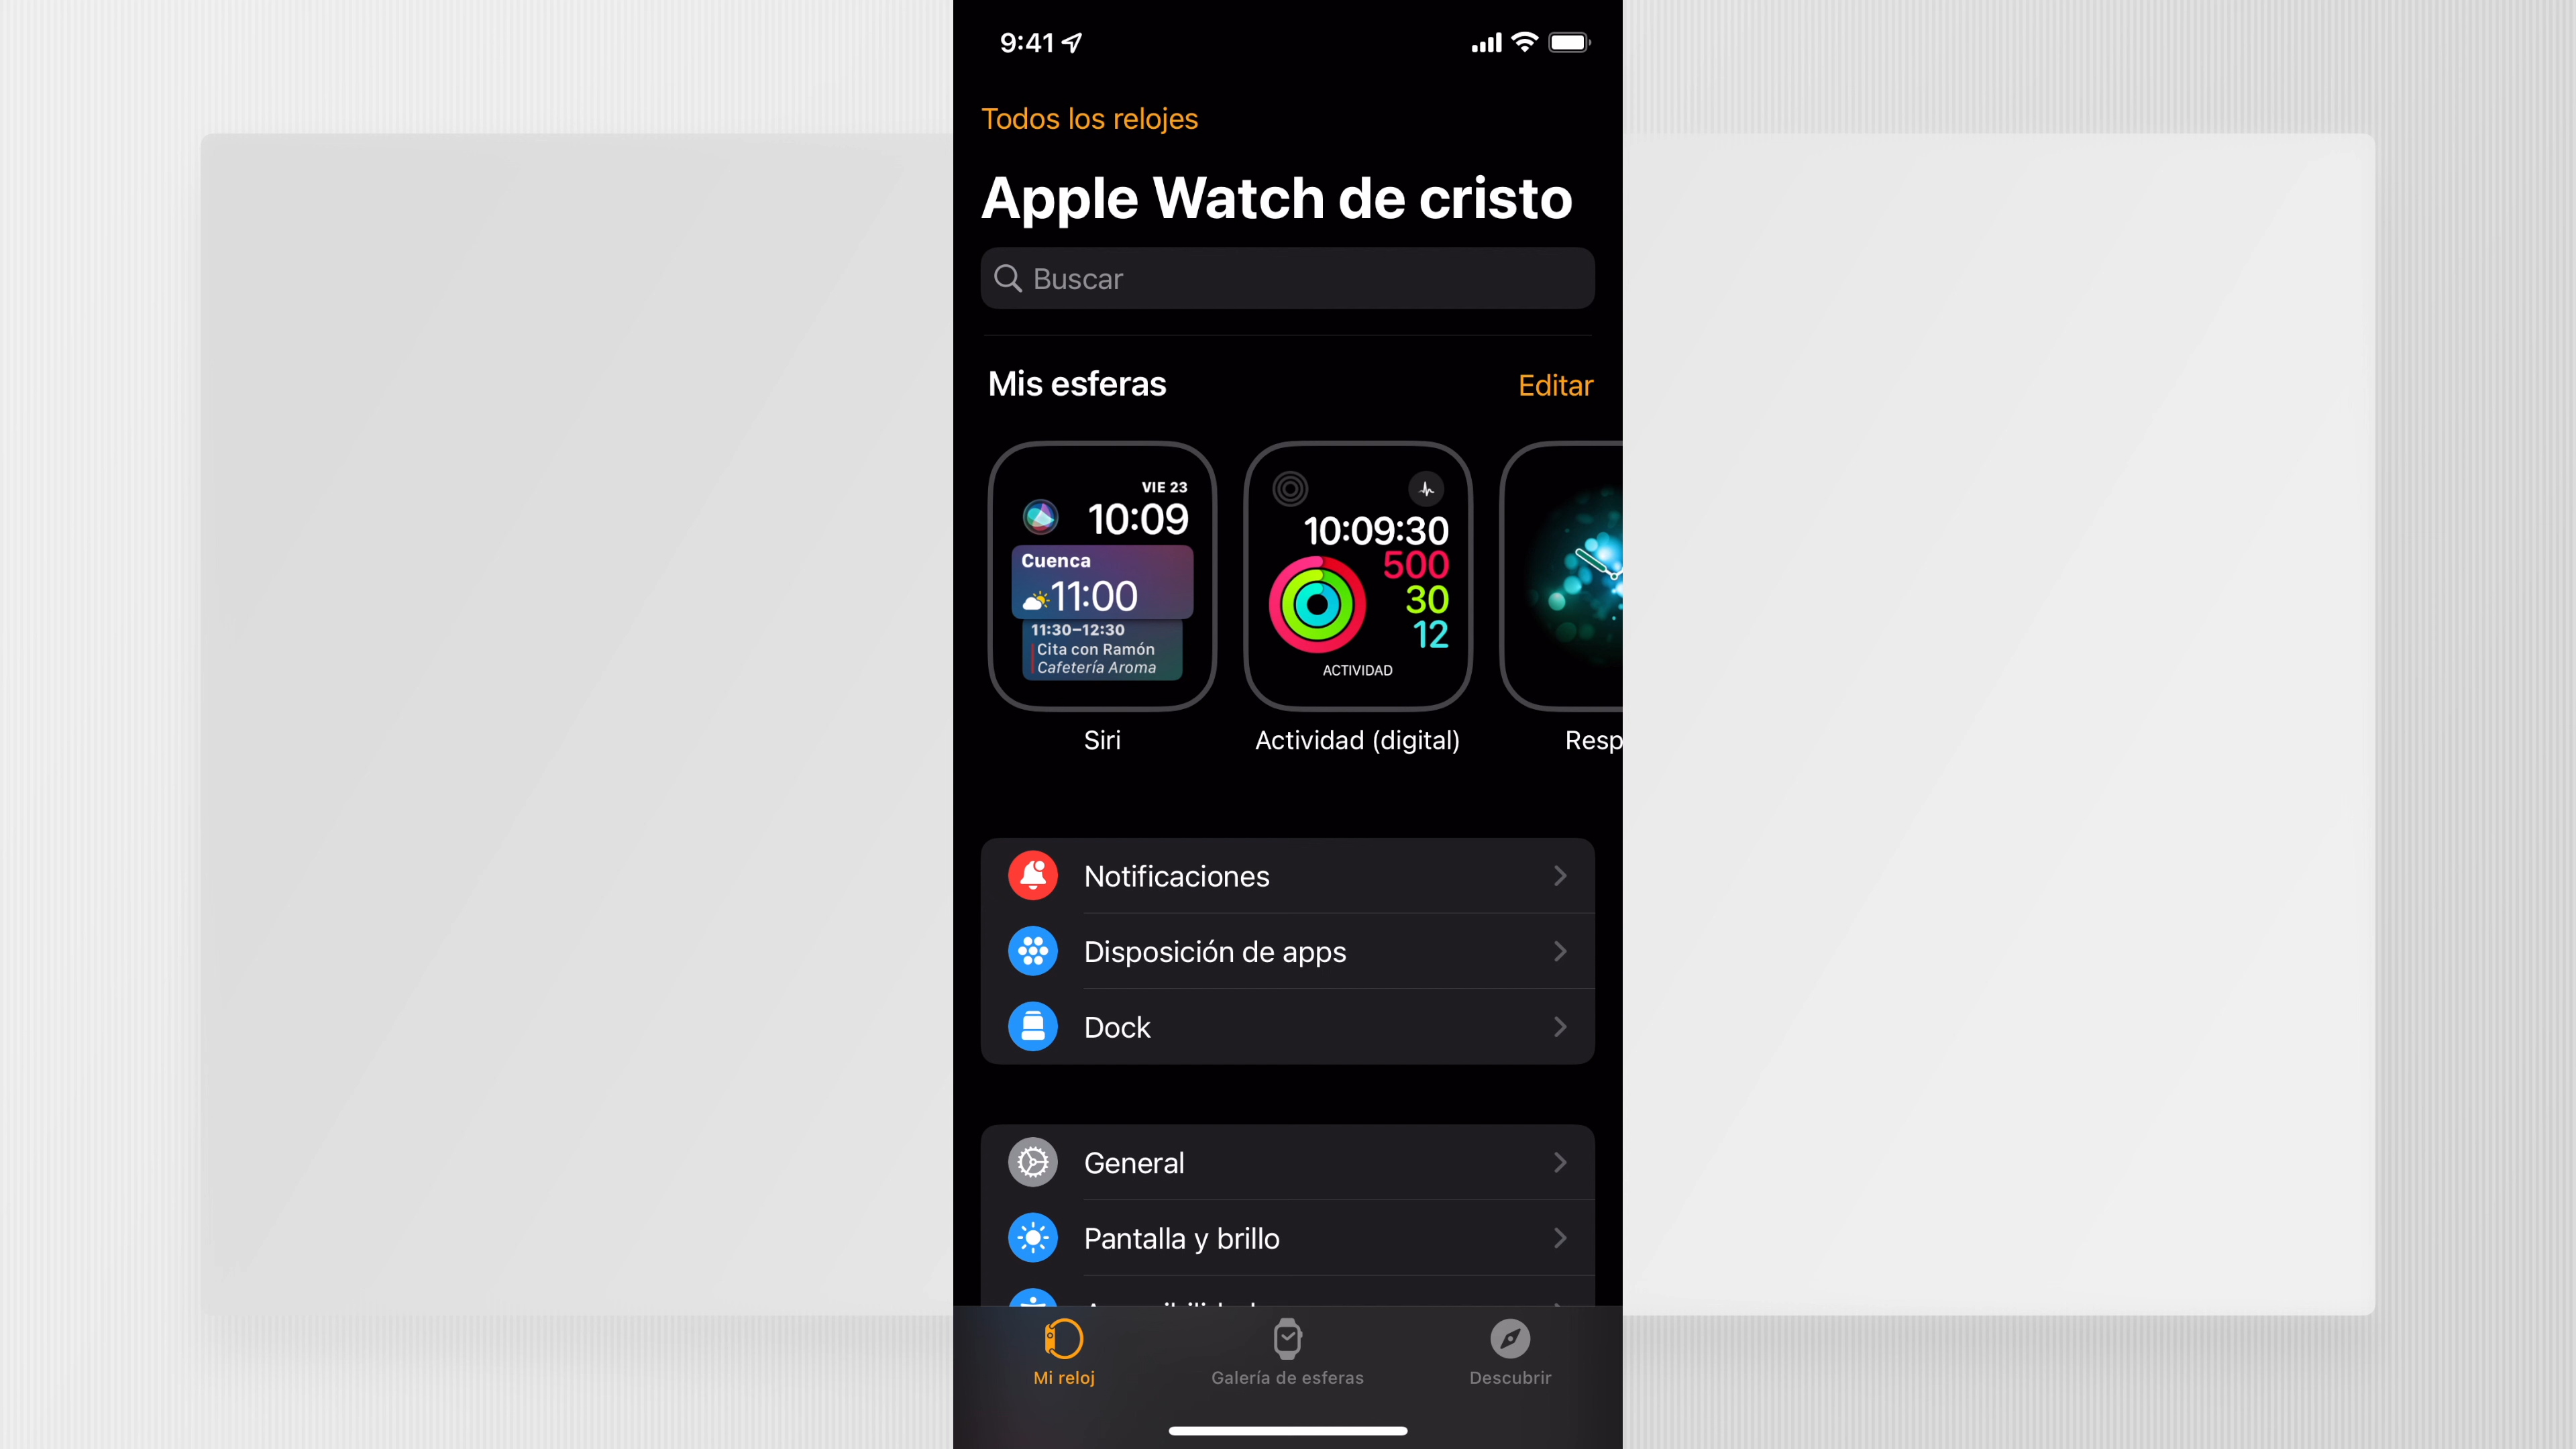 9:41
Todos los relojes
Apple Watch de cristo
Buscar
Mis esferas
Editar
VIE 23
10:09
Cuenca
11:00
11:30–12:30
Cita con Ramón
Cafetería Aroma
Siri
10:09:30
500
30
12
ACTIVIDAD
Actividad (digital)
Resp
Notificaciones
Disposición de apps
Dock
General
Pantalla y brillo
Mi reloj
Galería de esferas
Descubrir